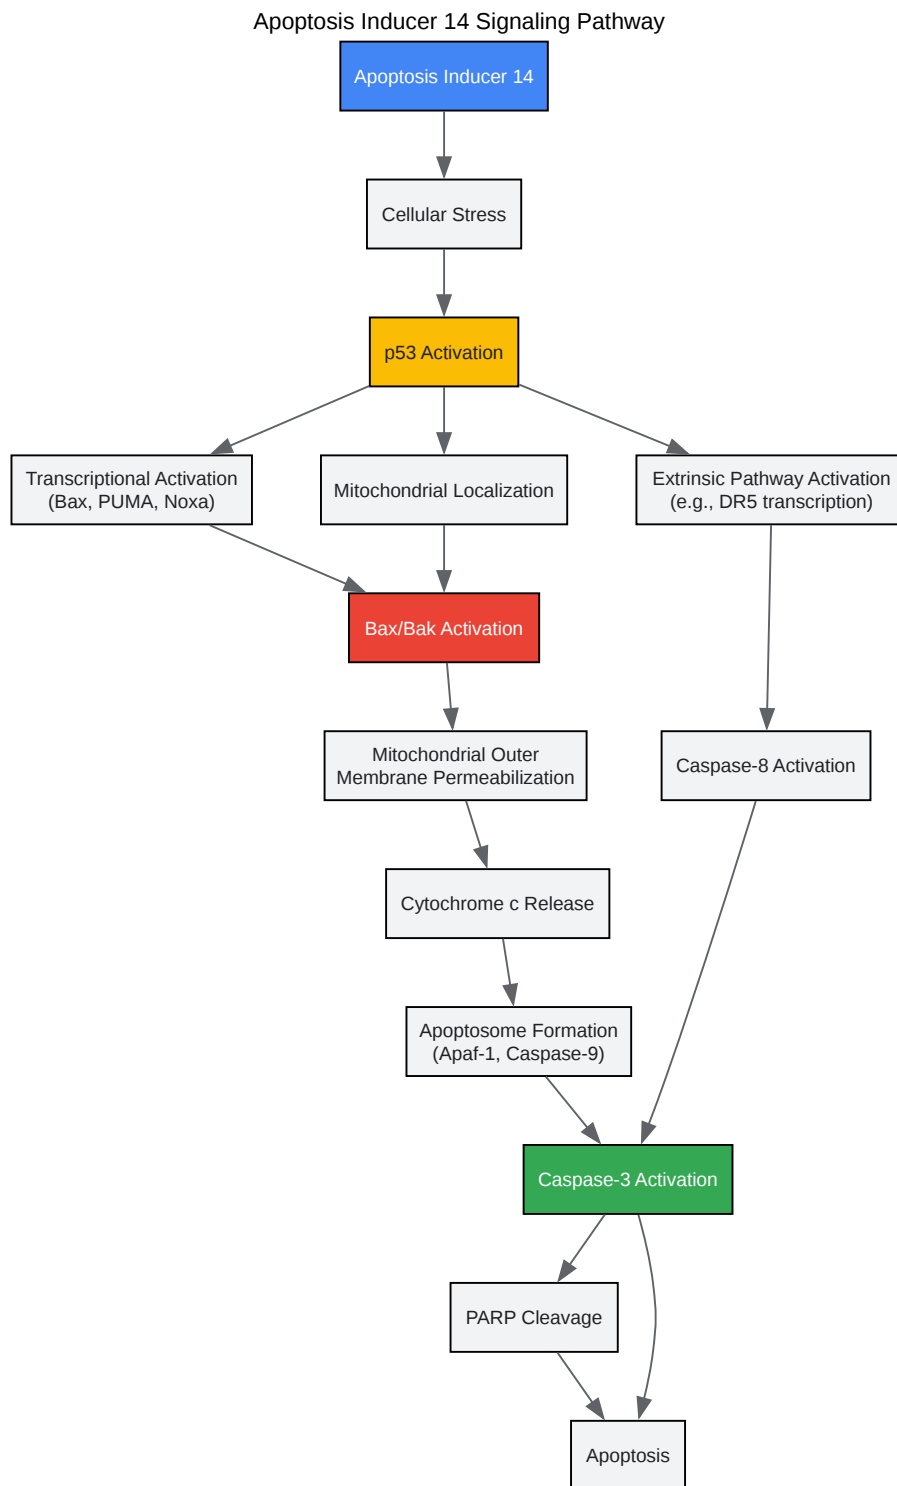 Apoptosis Inducer 14 Signaling Pathway
Apoptosis Inducer 14
Cellular Stress
p53 Activation
Transcriptional Activation
(Bax, PUMA, Noxa)
Mitochondrial Localization
Extrinsic Pathway Activation
(e.g., DR5 transcription)
Bax/Bak Activation
Mitochondrial Outer
Membrane Permeabilization
Caspase-8 Activation
Cytochrome c Release
Apoptosome Formation
(Apaf-1, Caspase-9)
Caspase-3 Activation
PARP Cleavage
Apoptosis